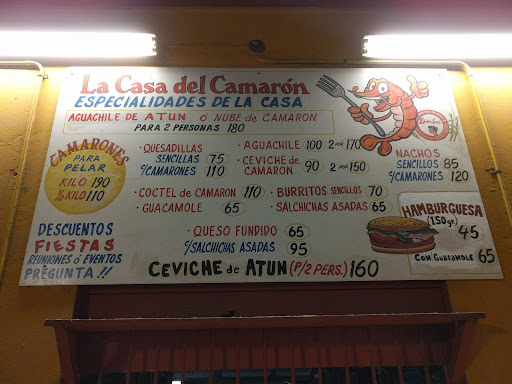 La Casa del Camarón
ESPECIALIDADES DE LA CASA
AGUACHILE DE ATUN ó NUBE DE CAMARON
PARA 2 PERSONAS 180
CAMARONES
PARA
PELAR
KILO 190
½ KILO 110
DESCUENTOS
FIESTAS
REUNIONES ó EVENTOS
PREGUNTA.!!
· QUESADILLAS
SENCILLAS 75
C/CAMARONES 110
· AGUACHILE 100 2 POR 170
· CEVICHE de
CAMARON 90 2 POR 150
· COCTEL de CAMARON 110
· GUACAMOLE 65
· BURRITOS SENCILLOS 70
· SALCHICHAS ASADAS 65
· QUESO FUNDIDO 65
C/SALCHICHAS ASADAS 95
CEVICHE de ATUN (P/2 PERS.) 160
NACHOS
SENCILLOS 85
C/CAMARONES 120
HAMBURGUESA
(150gr.) 45
CON GUACAMOLE 65